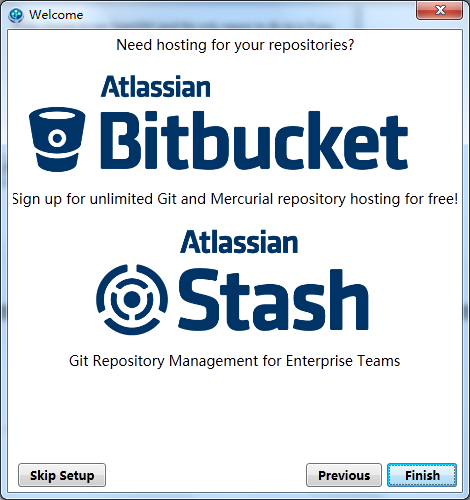 Welcome
Need hosting for your repositories?
Atlassian
Bitbucket
Sign up for unlimited Git and Mercurial repository hosting for free!
Atlassian
Stash
Git Repository Management for Enterprise Teams
Skip Setup
Previous
Finish